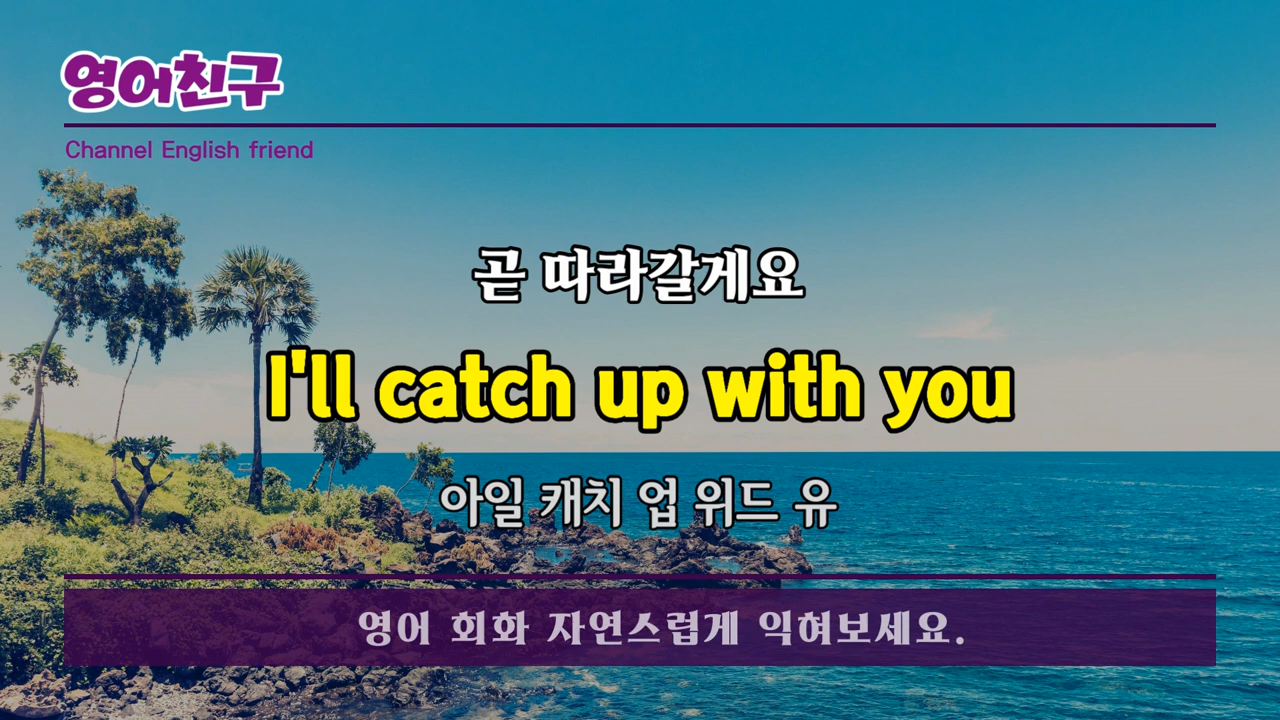 영어친구
Channel English friend
곧 따라갈게요
I'll catch up with you
아일 캐치 업 위드 유
영어 회화 자연스럽게 익혀보세요.